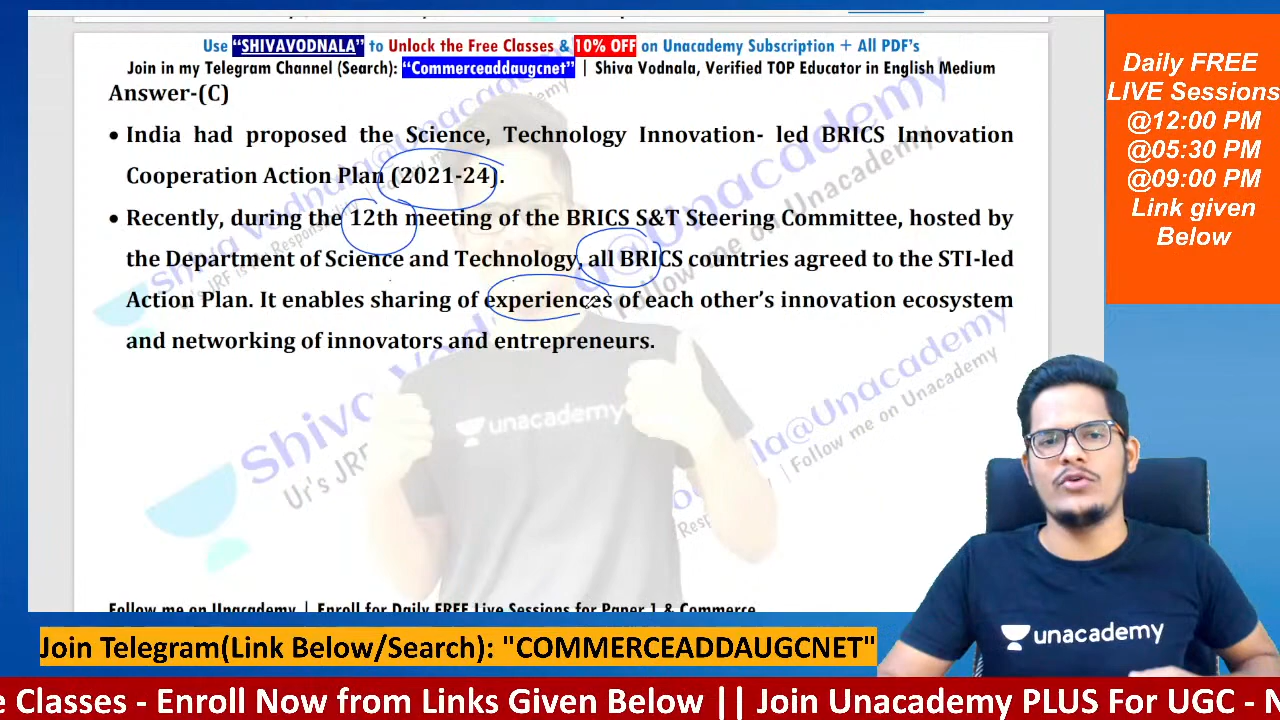 Use “SHIVAVODNALA” to Unlock the Free Classes & 10% OFF on Unacademy Subscription + All PDF’s
Join in my Telegram Channel (Search): “Commerceaddaugcnet” | Shiva Vodnala, Verified TOP Educator in English Medium
Answer-(C)
• India had proposed the Science, Technology Innovation- led BRICS Innovation
Cooperation Action Plan (2021-24).
• Recently, during the 12th meeting of the BRICS S&T Steering Committee, hosted by
the Department of Science and Technology, all BRICS countries agreed to the STI-led
Action Plan. It enables sharing of experiences of each other’s innovation ecosystem
and networking of innovators and entrepreneurs.
unacademy
Follow me on Unacademy | Enroll for Daily FREE Live Sessions for Paper 1 & Commerce
Daily FREE
LIVE Sessions
@12:00 PM
@05:30 PM
@09:00 PM
Link given
Below
unacademy
Join Telegram(Link Below/Search): "COMMERCEADDAUGCNET"
e Classes - Enroll Now from Links Given Below || Join Unacademy PLUS For UGC - N